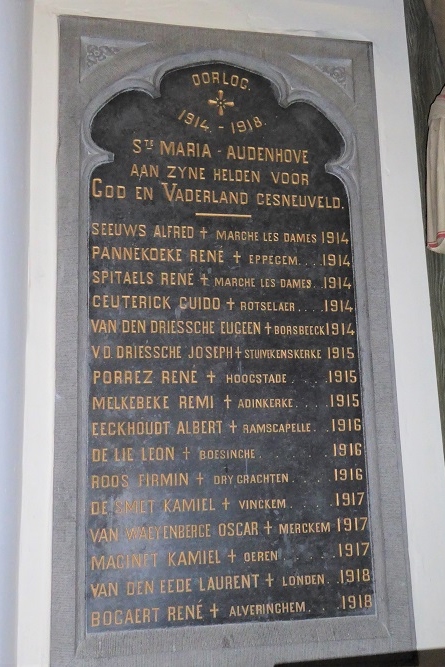 OORLOG.
1914. - 1918.
STE MARIA - AUDENHOVE
AAN ZYNE HELDEN VOOR
GOD EN VADERLAND GESNEUVELD.
SEEUWS ALFRED † MARCHE LES DAMES 1914
PANNEKOEKE RENÉ † EPPEGEM.... 1914
SPITAELS RENÉ † MARCHE LES DAMES. 1914
CEUTERICK GUIDO † ROTSELAER... 1914
VAN DEN DRIESSCHE EUGEEN † BORSBEECK 1914
V.D. DRIESSCHE JOSEPH † STUIVEKENSKERKE 1915
PORREZ RENÉ † HOOGSTADE.... 1915
MELKEBEKE REMI † ADINKERKE.... 1915
EECKHOUDT ALBERT † RAMSCAPELLE.. 1916
DE LIE LEON † BOESINCHE.... 1916
ROOS FIRMIN † DRY GRACHTEN.... 1916
DE SMET KAMIEL † VINCKEM.... 1917
VAN WAEYENBERGE OSCAR † MERCKEM 1917
MAGINET KAMIEL † OEREN.... 1917
VAN DEN EEDE LAURENT † LONDEN.. 1918
BOGAERT RENÉ † ALVERINGHEM... 1918